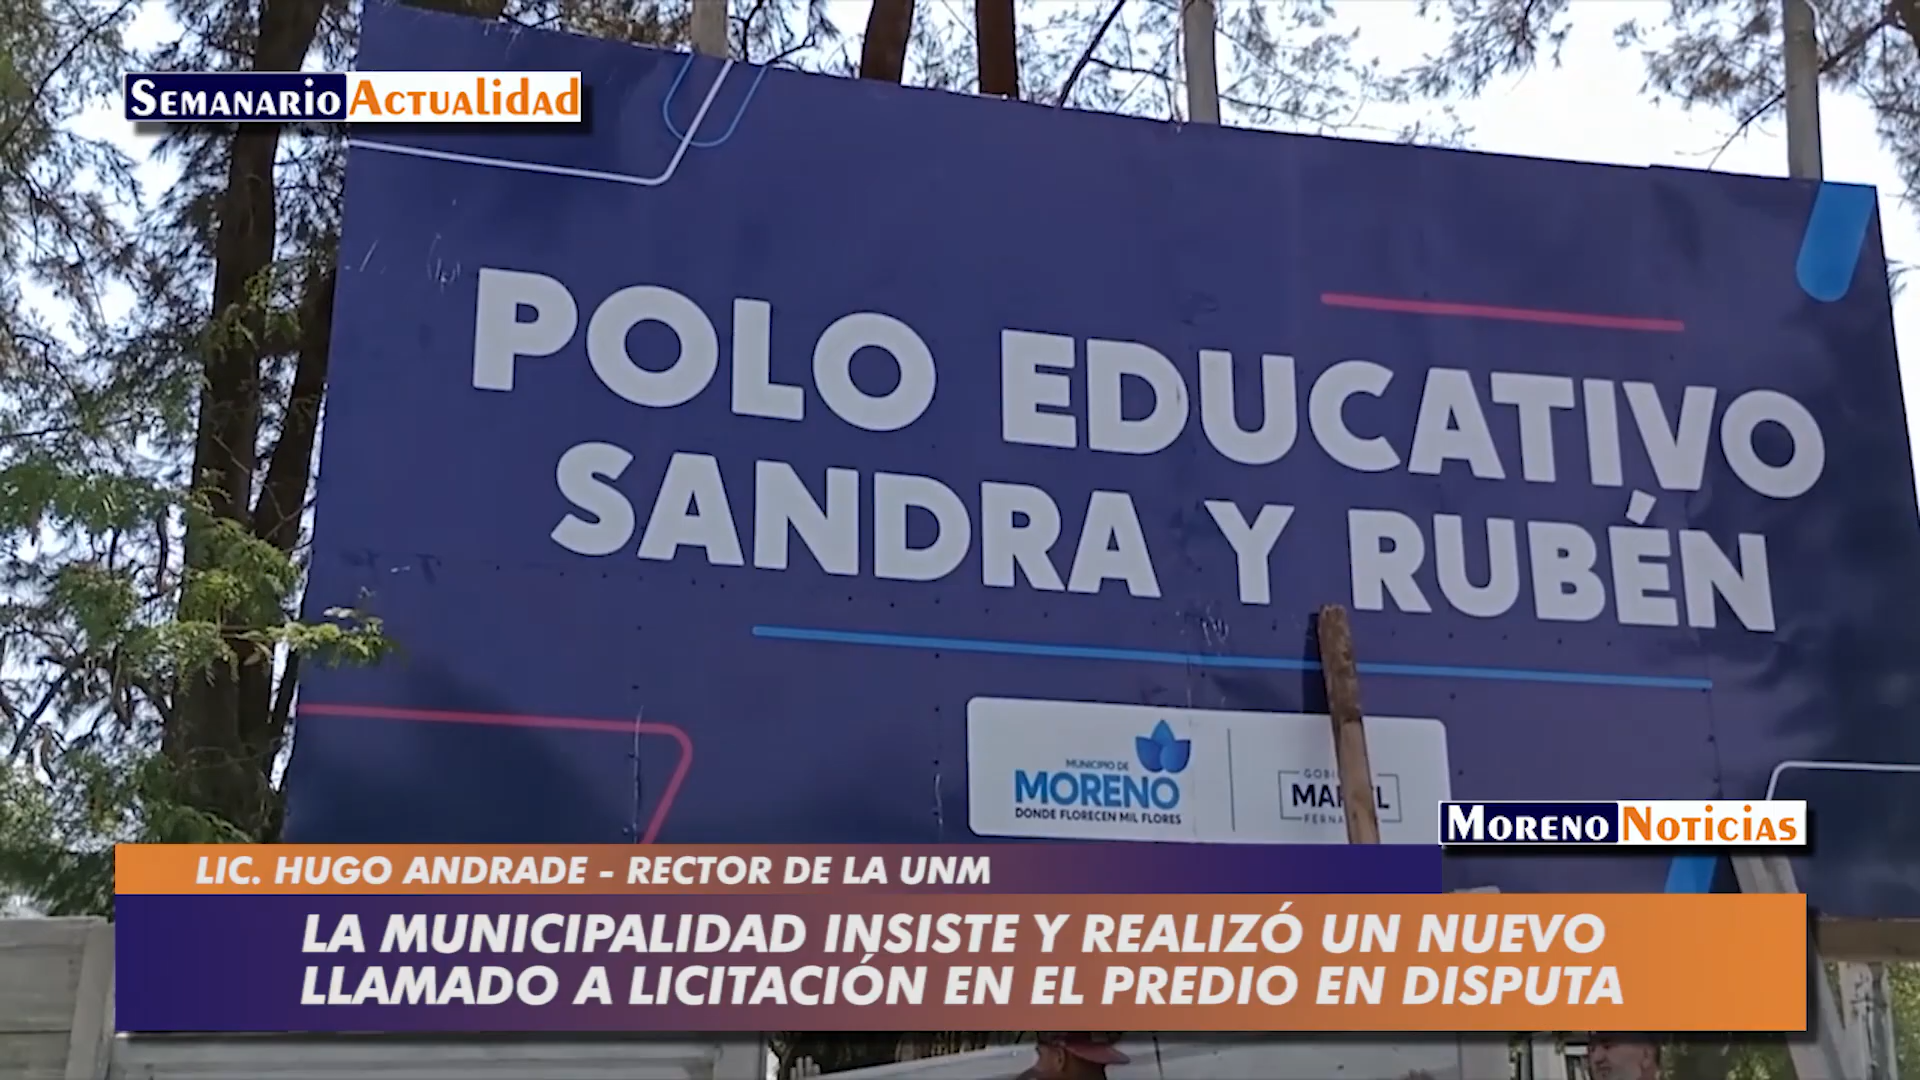 SEMANARIO ACTUALIDAD
POLO EDUCATIVO
SANDRA Y RUBÉN
MUNICIPIO DE
MORENO
DONDE FLORECEN MIL FLORES
MORENO NOTICIAS
LIC. HUGO ANDRADE - RECTOR DE LA UNM
LA MUNICIPALIDAD INSISTE Y REALIZÓ UN NUEVO
LLAMADO A LICITACIÓN EN EL PREDIO EN DISPUTA